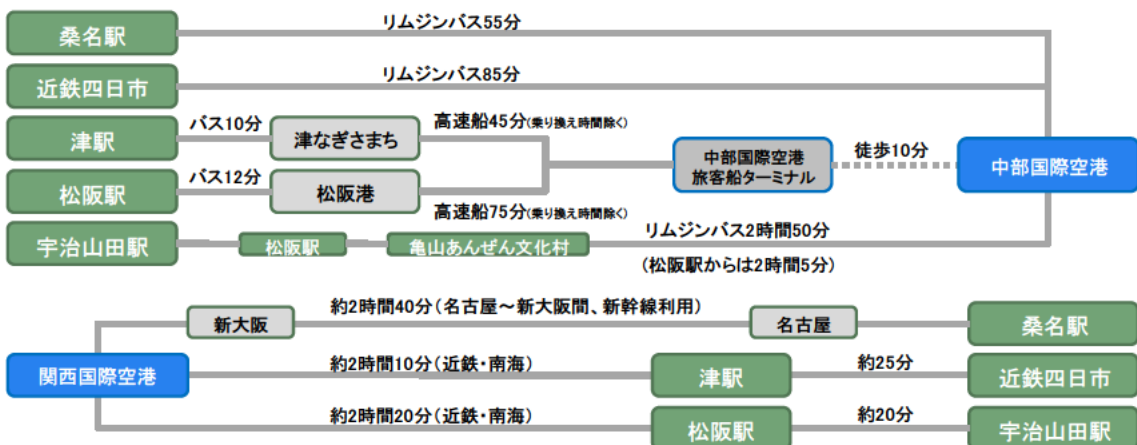 リムジンバス55分
桑名駅
リムジンバス85分
近鉄四日市
バス10分
高速船45分(乗り換え時間除く)
津駅
津なぎさまち
中部国際空港
旅客船ターミナル
徒歩10分
中部国際空港
バス12分
松阪駅
松阪港
高速船75分(乗り換え時間除く)
宇治山田駅
松阪駅
亀山あんぜん文化村
リムジンバス2時間50分
(松阪駅からは2時間5分)
約2時間40分(名古屋～新大阪間、新幹線利用)
新大阪
名古屋
桑名駅
関西国際空港
約2時間10分(近鉄・南海)
津駅
約25分
近鉄四日市
約2時間20分(近鉄・南海)
松阪駅
約20分
宇治山田駅